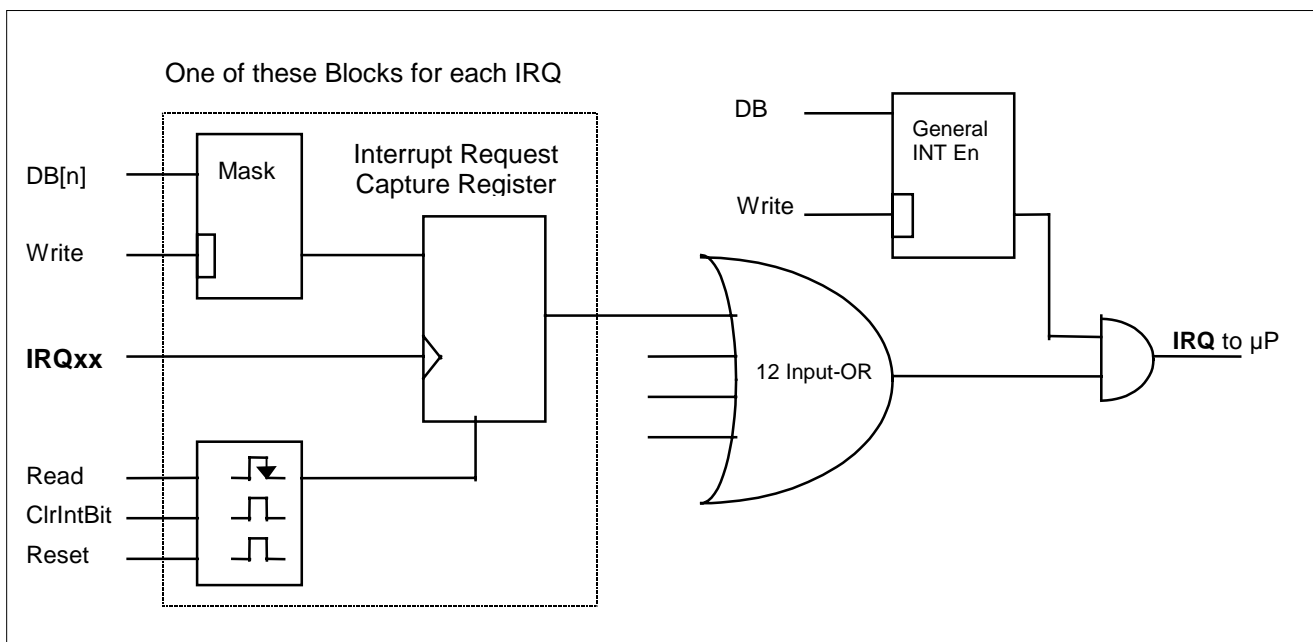 One of these Blocks for each IRQ
DB[n]
Write
IRQxx
Read
ClrIntBit
Reset
Mask
Interrupt Request
Capture Register
DB
Write
General
INT En
12 Input-OR
IRQ to µP